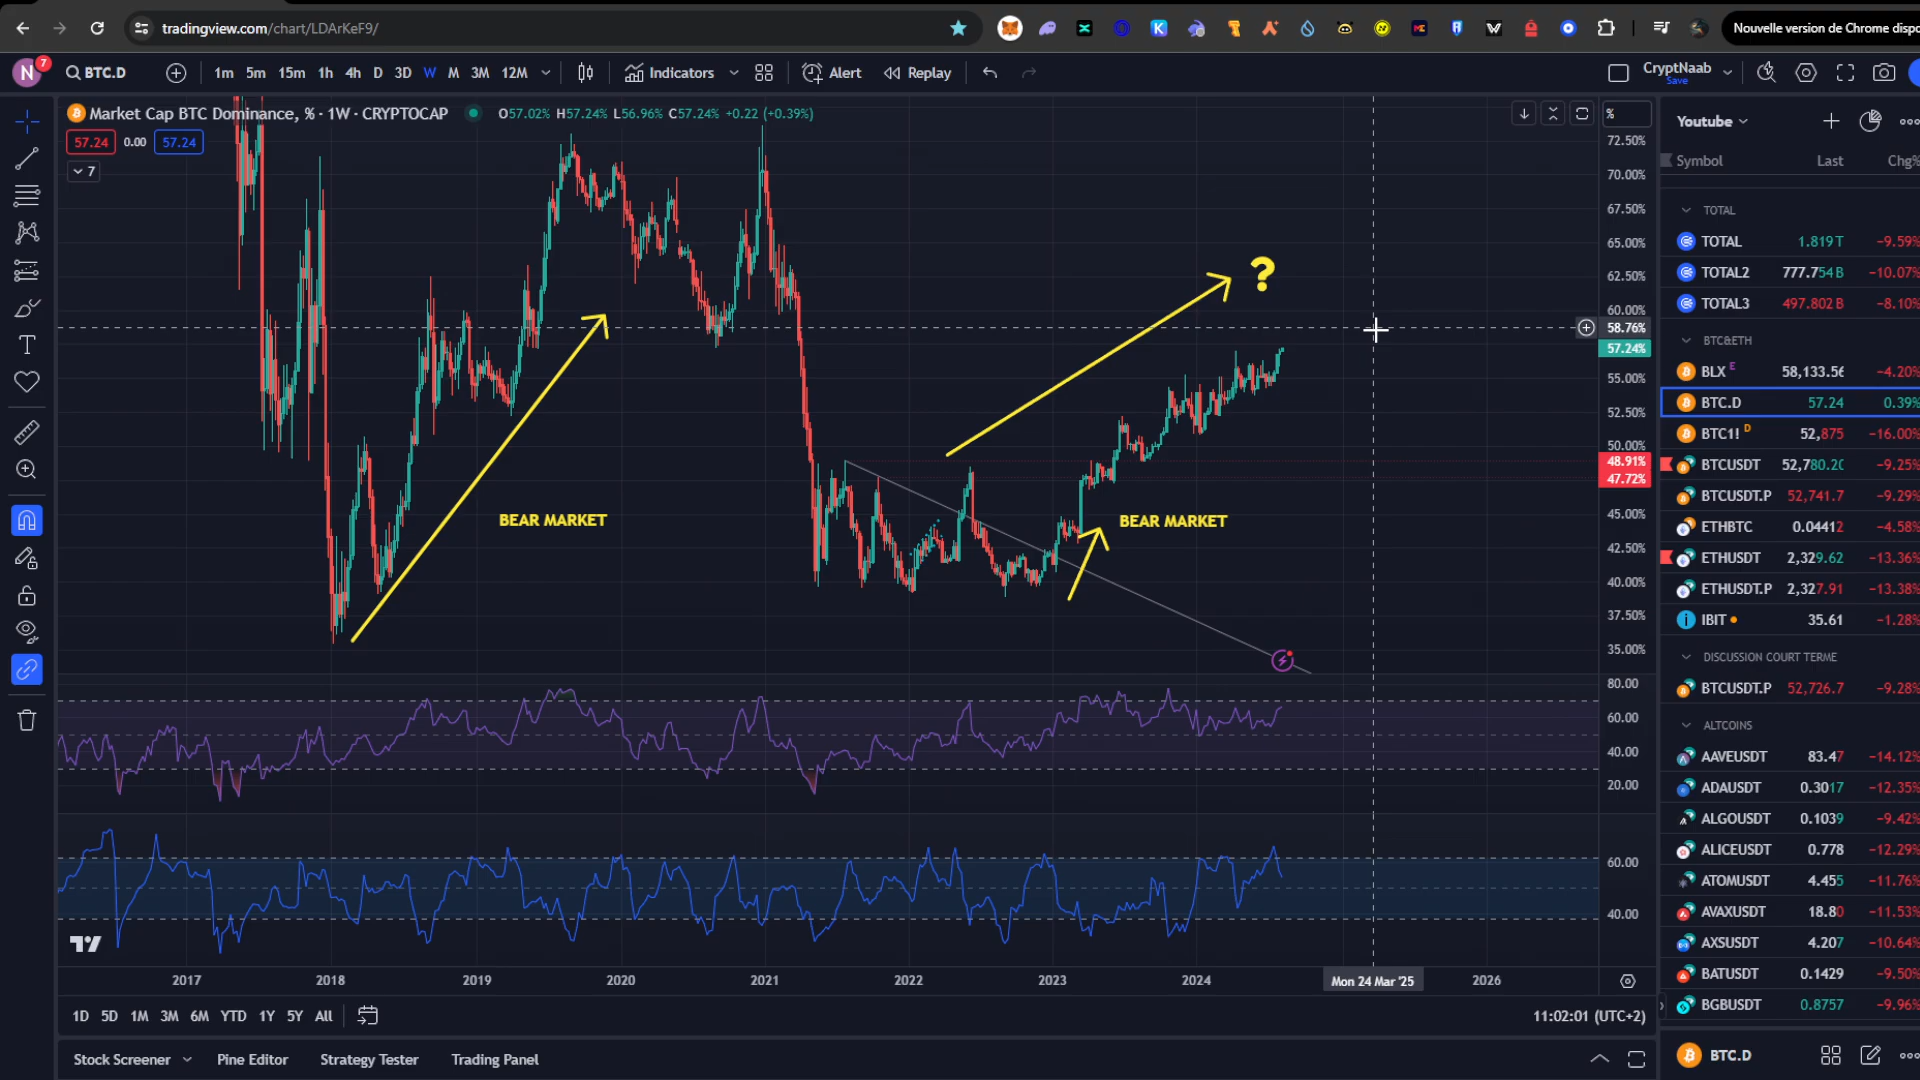 tradingview.com/chart/LDArKeF9/
Nouvelle version de Chrome dispo
N 7 BTC.D 1m 5m 15m 1h 4h D 3D W M 3M 12M Indicators Alert Replay CryptNaab Save
Market Cap BTC Dominance, % · 1W · CRYPTOCAP O57.02% H57.24% L56.96% C57.24% +0.22 (+0.39%)
57.24 0.00 57.24
7
%
72.50%
70.00%
67.50%
65.00%
62.50%
60.00%
58.76%
57.24%
55.00%
52.50%
50.00%
48.91%
47.72%
45.00%
42.50%
40.00%
37.50%
35.00%
80.00
60.00
40.00
20.00
60.00
40.00
?
BEAR MARKET
BEAR MARKET
2017 2018 2019 2020 2021 2022 2023 2024 Mon 24 Mar '25 2026
1D 5D 1M 3M 6M YTD 1Y 5Y All
11:02:01 (UTC+2)
Stock Screener Pine Editor Strategy Tester Trading Panel
Youtube
Symbol Last Chg%
TOTAL
TOTAL 1.819 T −9.59%
TOTAL2 777.754 B −10.07%
TOTAL3 497.802 B −8.10%
BTC&ETH
BLX E 58,133.56 −4.20%
BTC.D 57.24 0.39%
BTC1! D 52,875 −16.00%
BTCUSDT 52,780.20 −9.25%
BTCUSDT.P 52,741.7 −9.29%
ETHBTC 0.04412 −4.58%
ETHUSDT 2,329.62 −13.36%
ETHUSDT.P 2,327.91 −13.38%
IBIT 35.61 −1.28%
DISCUSSION COURT TERME
BTCUSDT.P 52,726.7 −9.28%
ALTCOINS
AAVEUSDT 83.47 −14.12%
ADAUSDT 0.3017 −12.35%
ALGOUSDT 0.1039 −9.42%
ALICEUSDT 0.778 −12.29%
ATOMUSDT 4.455 −11.76%
AVAXUSDT 18.80 −11.53%
AXSUSDT 4.207 −10.64%
BATUSDT 0.1429 −9.50%
BGBUSDT 0.8757 −9.96%
BTC.D